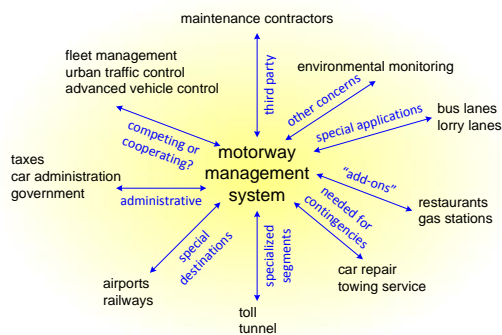 maintenance contractors
fleet management
urban traffic control
advanced vehicle control
environmental monitoring
third party
other concerns
special applications
bus lanes
lorry lanes
competing or
cooperating?
motorway
management
system
taxes
car administration
government
administrative
“add-ons”
restaurants
gas stations
needed for
contingencies
special
destinations
specialized
segments
car repair
towing service
airports
railways
toll
tunnel